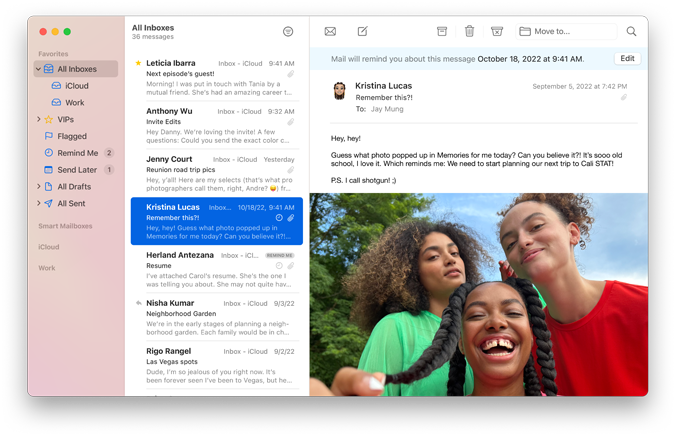 Favorites
All Inboxes
iCloud
Work
VIPs
Flagged
Remind Me 2
Send Later 1
All Drafts
All Sent
Smart Mailboxes
iCloud
Work
All Inboxes
36 messages
Leticia Ibarra Inbox - iCloud 9:41 AM
Next episode's guest!
Morning! I was put in touch with Tania by a
mutual friend. She's had an amazing career t...
Anthony Wu Inbox - iCloud 9:32 AM
Invite Edits
Hey Danny. We're loving the invite! A few
questions: Could you send the exact color c...
Jenny Court Inbox - iCloud Yesterday
Reunion road trip pics
Hey, y'all! Here are my selects (that's what pro
photographers call them, right, Andre? 😜) fr...
Kristina Lucas Inbox... 10/18/22, 9:41 AM
Remember this?!
Hey, hey! Guess what photo popped up in
Memories for me today? Can you believe it?!...
Herland Antezana Inbox - iCl... REMIND ME
Resume
I've attached Carol's resume. She's the one I
was telling you about. She may not quite hav...
Nisha Kumar Inbox - iCloud 9/3/22
Neighborhood Garden
We're in the early stages of planning a neigh-
borhood garden. Each family would be in ch...
Rigo Rangel Inbox - iCloud 9/2/22
Las Vegas spots
Dude, I'm so jealous of you right now. It's
been forever seen I've been to Vegas, but he...
Move to...
Mail will remind you about this message October 18, 2022 at 9:41 AM.
Edit
Kristina Lucas September 5, 2022 at 7:42 PM
Remember this?!
To: Jay Mung
Hey, hey!
Guess what photo popped up in Memories for me today? Can you believe it?! It's sooo old
school, I love it. Which reminds me: We need to start planning our next trip to Cali STAT!
P.S. I call shotgun! ;)